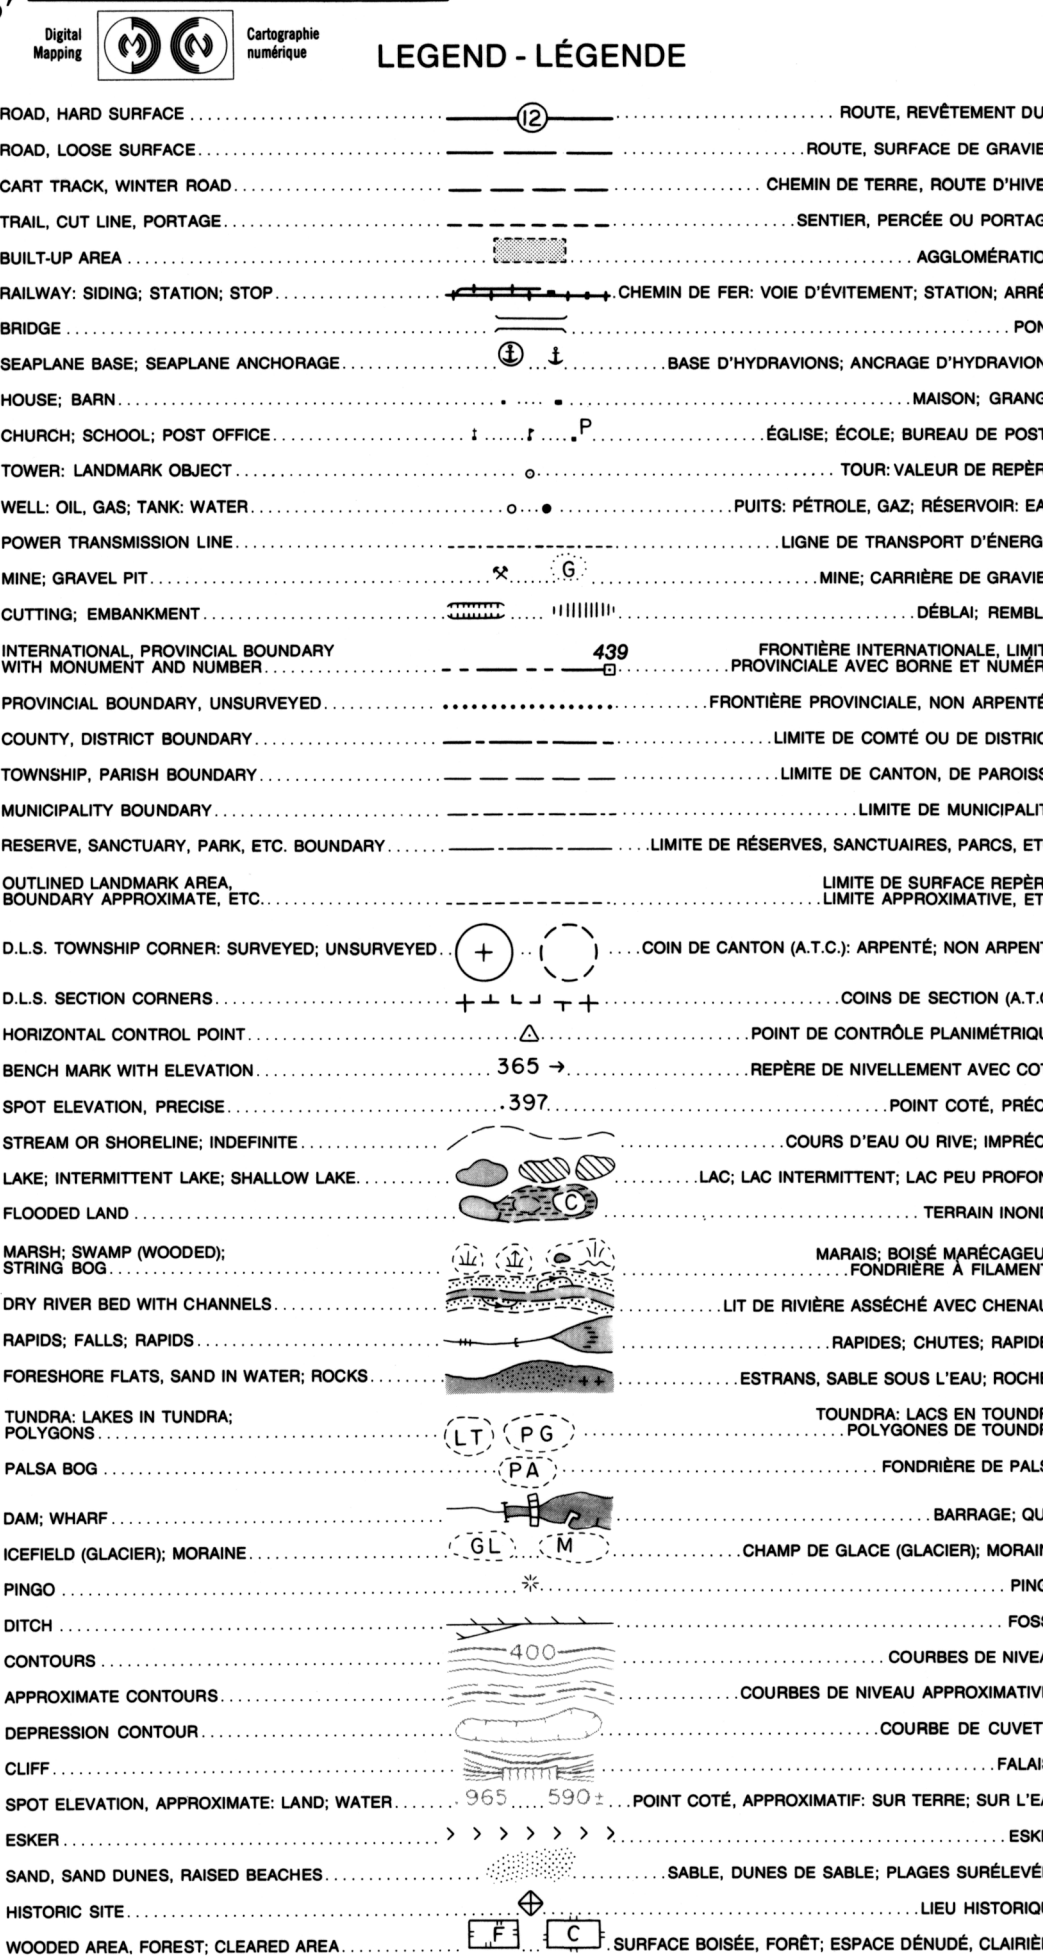 Digital Mapping
Cartographie numérique
LEGEND - LÉGENDE
ROAD, HARD SURFACE 12 ROUTE, REVÊTEMENT DU
ROAD, LOOSE SURFACE ROUTE, SURFACE DE GRAVIE
CART TRACK, WINTER ROAD CHEMIN DE TERRE, ROUTE D'HIVE
TRAIL, CUT LINE, PORTAGE SENTIER, PERCÉE OU PORTAG
BUILT-UP AREA AGGLOMÉRATIO
RAILWAY: SIDING; STATION; STOP CHEMIN DE FER: VOIE D'ÉVITEMENT; STATION; ARRÊ
BRIDGE PON
SEAPLANE BASE; SEAPLANE ANCHORAGE BASE D'HYDRAVIONS; ANCRAGE D'HYDRAVION
HOUSE; BARN MAISON; GRANG
CHURCH; SCHOOL; POST OFFICE P ÉGLISE; ÉCOLE; BUREAU DE POST
TOWER: LANDMARK OBJECT TOUR: VALEUR DE REPÈR
WELL: OIL, GAS; TANK: WATER PUITS: PÉTROLE, GAZ; RÉSERVOIR: EA
POWER TRANSMISSION LINE LIGNE DE TRANSPORT D'ÉNERG
MINE; GRAVEL PIT G MINE; CARRIÈRE DE GRAVIE
CUTTING; EMBANKMENT DÉBLAI; REMBL
INTERNATIONAL, PROVINCIAL BOUNDARY 439 FRONTIÈRE INTERNATIONALE, LIMIT
WITH MONUMENT AND NUMBER PROVINCIALE AVEC BORNE ET NUMÉR
PROVINCIAL BOUNDARY, UNSURVEYED FRONTIÈRE PROVINCIALE, NON ARPENTÉ
COUNTY, DISTRICT BOUNDARY LIMITE DE COMTÉ OU DE DISTRIC
TOWNSHIP, PARISH BOUNDARY LIMITE DE CANTON, DE PAROISS
MUNICIPALITY BOUNDARY LIMITE DE MUNICIPALIT
RESERVE, SANCTUARY, PARK, ETC. BOUNDARY LIMITE DE RÉSERVES, SANCTUAIRES, PARCS, ET
OUTLINED LANDMARK AREA, LIMITE DE SURFACE REPÈR
BOUNDARY APPROXIMATE, ETC. LIMITE APPROXIMATIVE, ET
D.L.S. TOWNSHIP CORNER: SURVEYED; UNSURVEYED COIN DE CANTON (A.T.C.): ARPENTÉ; NON ARPENT
D.L.S. SECTION CORNERS COINS DE SECTION (A.T.C
HORIZONTAL CONTROL POINT POINT DE CONTRÔLE PLANIMÉTRIQU
BENCH MARK WITH ELEVATION 365 → REPÈRE DE NIVELLEMENT AVEC COT
SPOT ELEVATION, PRECISE .397 POINT COTÉ, PRÉC
STREAM OR SHORELINE; INDEFINITE COURS D'EAU OU RIVE; IMPRÉC
LAKE; INTERMITTENT LAKE; SHALLOW LAKE LAC; LAC INTERMITTENT; LAC PEU PROFON
FLOODED LAND C TERRAIN INOND
MARSH; SWAMP (WOODED); MARAIS; BOISÉ MARÉCAGEU
STRING BOG FONDRIÈRE À FILAMENT
DRY RIVER BED WITH CHANNELS LIT DE RIVIÈRE ASSÉCHÉ AVEC CHENAU
RAPIDS; FALLS; RAPIDS RAPIDES; CHUTES; RAPIDE
FORESHORE FLATS, SAND IN WATER; ROCKS ESTRANS, SABLE SOUS L'EAU; ROCHE
TUNDRA: LAKES IN TUNDRA; TOUNDRA: LACS EN TOUNDR
POLYGONS LT PG POLYGONES DE TOUNDR
PALSA BOG PA FONDRIÈRE DE PALS
DAM; WHARF BARRAGE; QU
ICEFIELD (GLACIER); MORAINE GL M CHAMP DE GLACE (GLACIER); MORAIN
PINGO PING
DITCH FOSS
CONTOURS 400 COURBES DE NIVEA
APPROXIMATE CONTOURS COURBES DE NIVEAU APPROXIMATIV
DEPRESSION CONTOUR COURBE DE CUVET
CLIFF FALAIS
SPOT ELEVATION, APPROXIMATE: LAND; WATER .965 590± POINT COTÉ, APPROXIMATIF: SUR TERRE; SUR L'EA
ESKER ESK
SAND, SAND DUNES, RAISED BEACHES SABLE, DUNES DE SABLE; PLAGES SURÉLEVÉ
HISTORIC SITE LIEU HISTORIQU
WOODED AREA, FOREST; CLEARED AREA F C SURFACE BOISÉE, FORÊT; ESPACE DÉNUDÉ, CLAIRIÈ